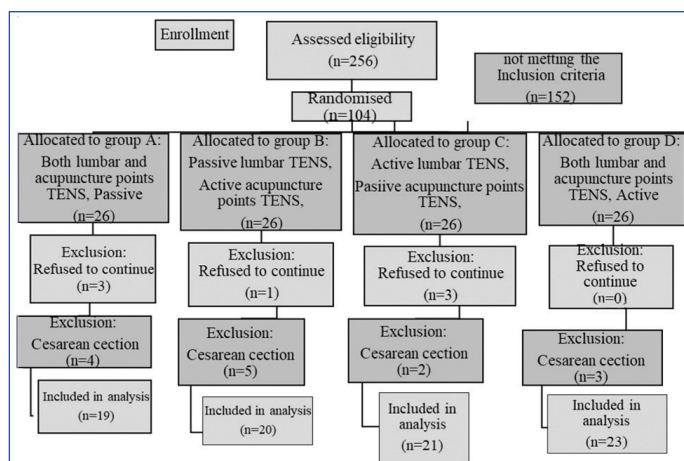 Enrollment
Assessed eligibility
(n=256)
not metting the
Inclusion criteria
(n=152)
Randomised
(n=104)
Allocated to group A:
Both lumbar and
acupuncture points
TENS, Passive
(n=26)
Allocated to group B:
Passive lumbar TENS,
Active acupuncture
points TENS,
(n=26)
Allocated to group C:
Active lumbar TENS,
Pasiive acupuncture points
TENS,
(n=26)
Allocated to group D:
Both lumbar and
acupuncture points
TENS, Active
(n=26)
Exclusion:
Refused to continue
(n=3)
Exclusion:
Refused to continue
(n=1)
Exclusion:
Refused to continue
(n=3)
Exclusion:
Refused to
continue
(n=0)
Exclusion:
Cesarean cection
(n=4)
Exclusion:
Cesarean cection
(n=5)
Exclusion:
Cesarean cection
(n=2)
Exclusion:
Cesarean cection
(n=3)
Included in analysis
(n=19)
Included in analysis
(n=20)
Included in
analysis
(n=21)
Included in
analysis
(n=23)